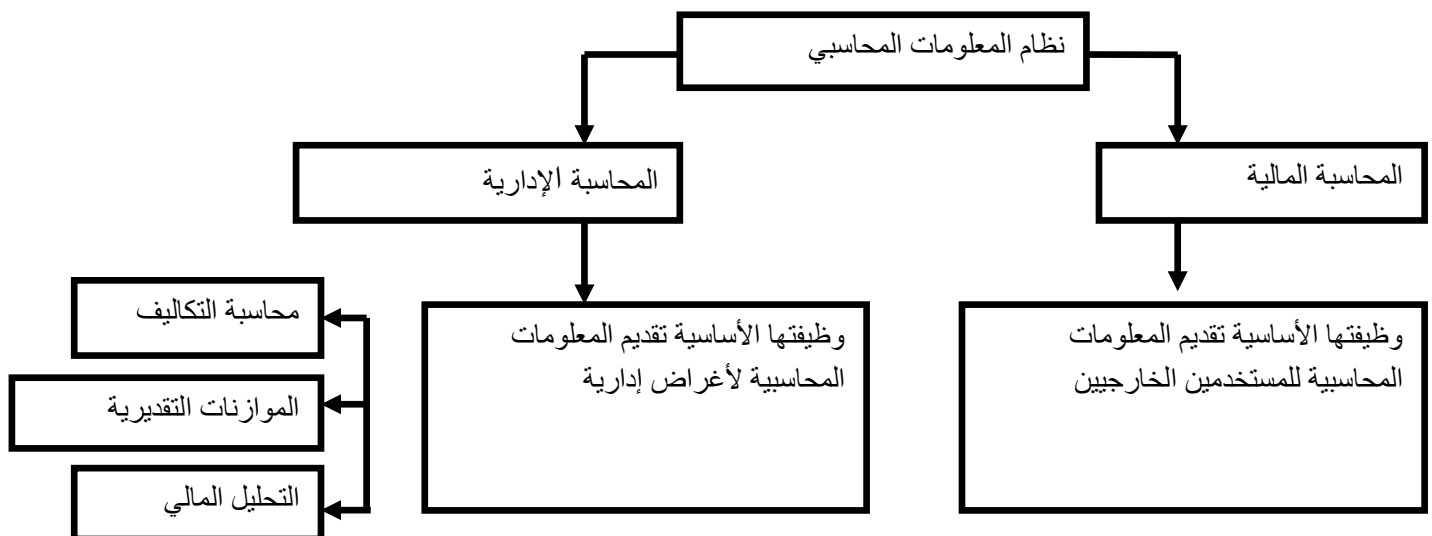 نظام المعلومات المحاسبي
المحاسبة المالية
المحاسبة الإدارية
وظيفتها الأساسية تقديم المعلومات
المحاسبية للمستخدمين الخارجيين
وظيفتها الأساسية تقديم المعلومات
المحاسبية لأغراض إدارية
محاسبة التكاليف
الموازنات التقديرية
التحليل المالي